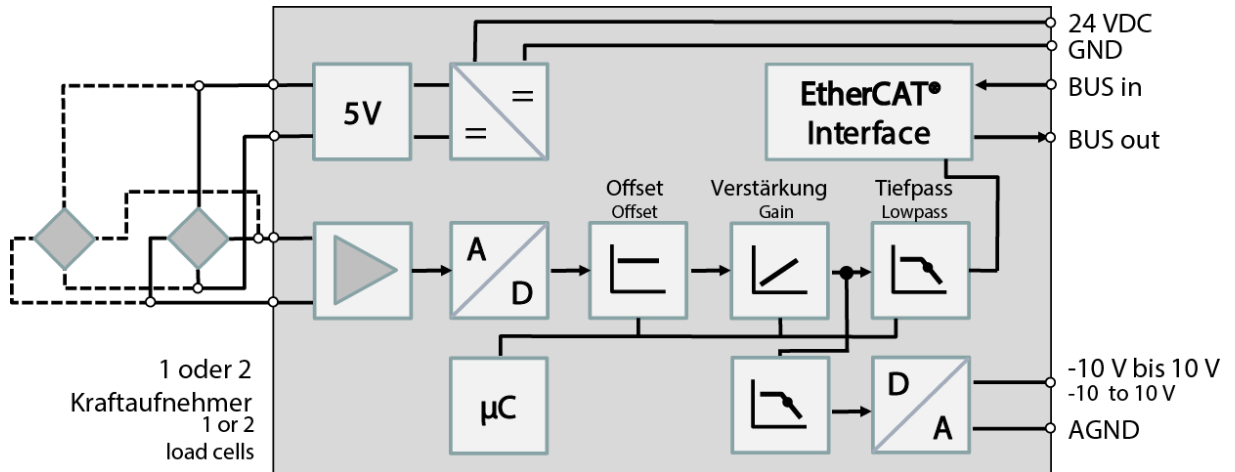 24 VDC
GND
5V
=
=
EtherCAT®
Interface
BUS in
BUS out
Offset
Offset
Verstärkung
Gain
Tiefpass
Lowpass
A
D
1 oder 2
Kraftaufnehmer
1 or 2
load cells
µC
D
A
-10 V bis 10 V
-10 to 10 V
AGND